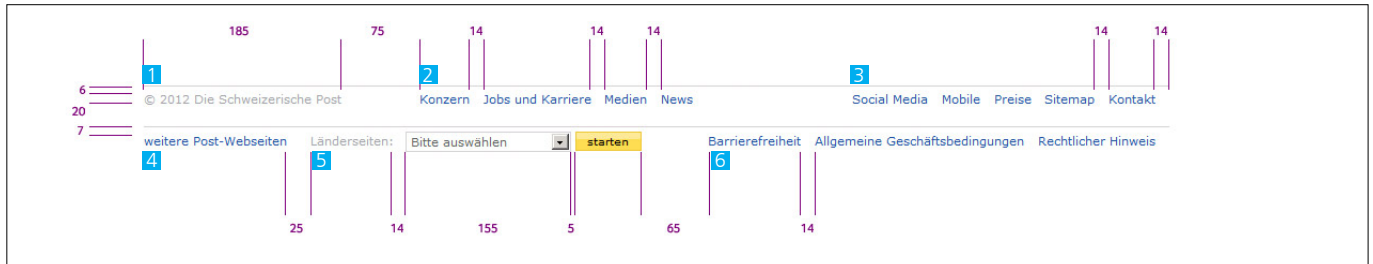 185 75 14 14 14 14 14
1 2 3
6
© 2012 Die Schweizerische Post Konzern Jobs und Karriere Medien News Social Media Mobile Preise Sitemap Kontakt
20
7
weitere Post-Webseiten Länderseiten: Bitte auswählen starten Barrierefreiheit Allgemeine Geschäftsbedingungen Rechtlicher Hinweis
4 5 6
25 14 155 5 65 14